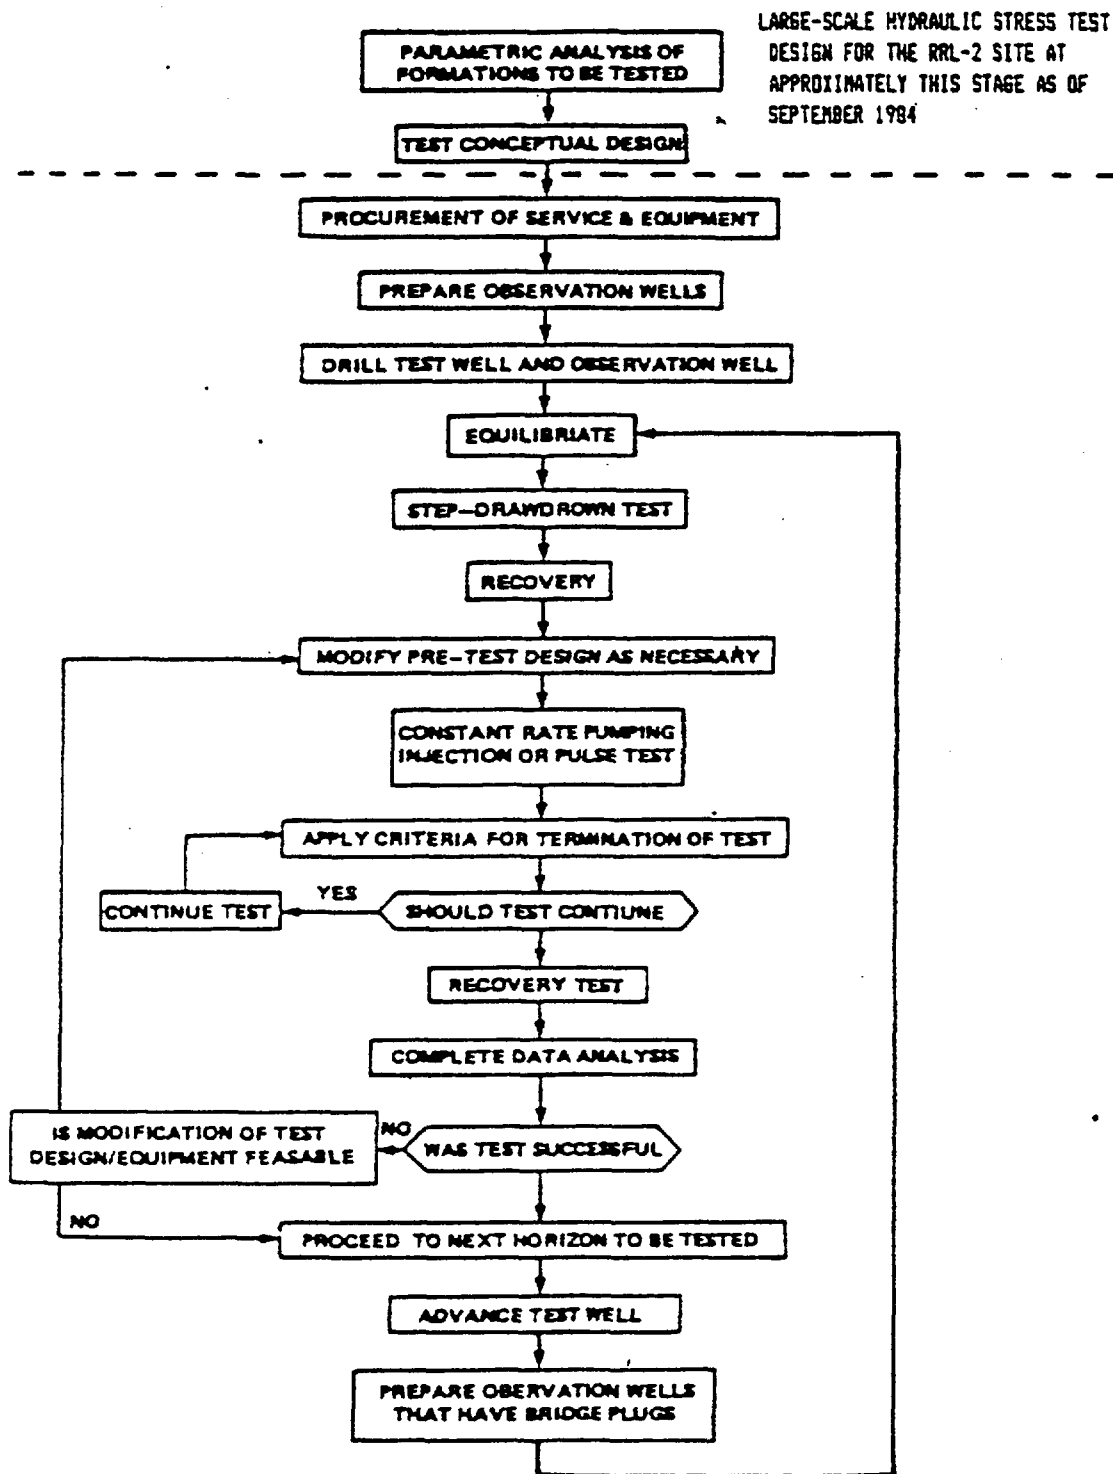 LARGE-SCALE HYDRAULIC STRESS TEST
DESIGN FOR THE RRL-2 SITE AT
APPROXIMATELY THIS STAGE AS OF
SEPTEMBER 1984
PARAMETRIC ANALYSIS OF
FORMATIONS TO BE TESTED
TEST CONCEPTUAL DESIGN
PROCUREMENT OF SERVICE & EQUIPMENT
PREPARE OBSERVATION WELLS
DRILL TEST WELL AND OBSERVATION WELL
EQUILIBRIATE
STEP-DRAWDROWN TEST
RECOVERY
MODIFY PRE-TEST DESIGN AS NECESSARY
CONSTANT RATE PUMPING
INJECTION OR PULSE TEST
APPLY CRITERIA FOR TERMINATION OF TEST
YES
CONTINUE TEST
SHOULD TEST CONTIUNE
RECOVERY TEST
COMPLETE DATA ANALYSIS
IS MODIFICATION OF TEST
DESIGN/EQUIPMENT FEASABLE
NO
WAS TEST SUCCESSFUL
NO
PROCEED TO NEXT HORIZON TO BE TESTED
ADVANCE TEST WELL
PREPARE OBERVATION WELLS
THAT HAVE BRIDGE PLUGS